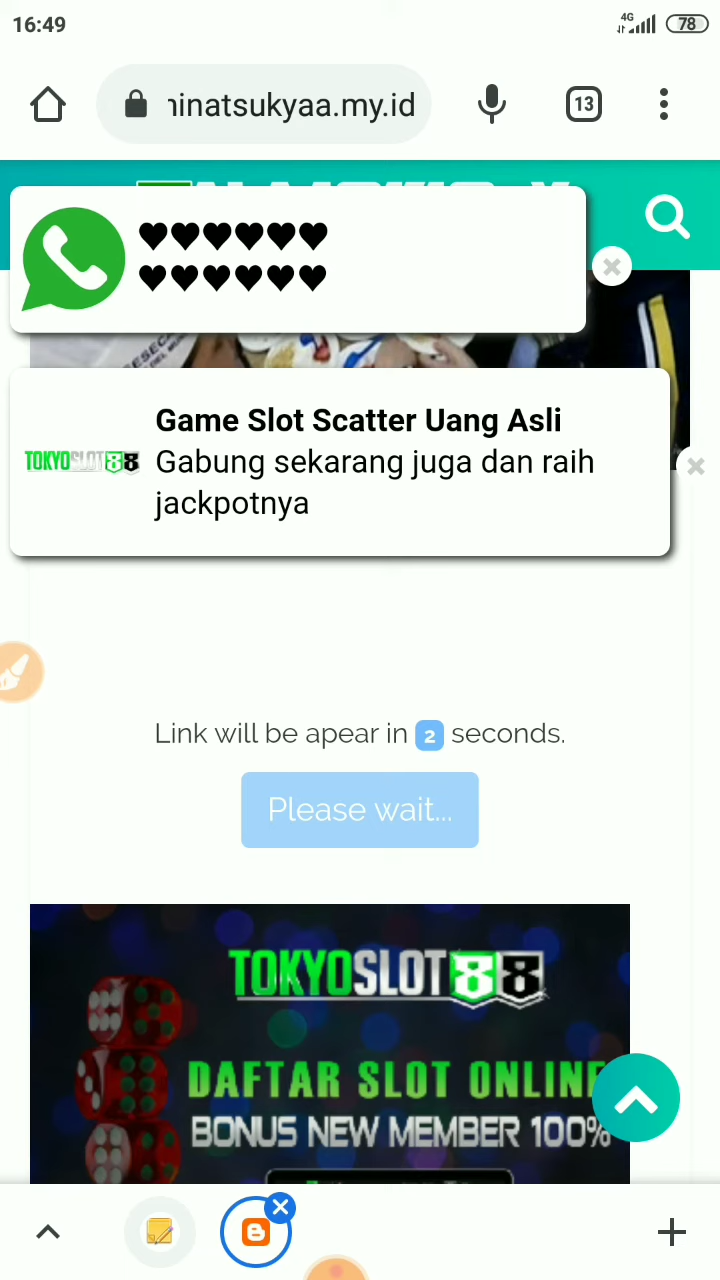 16:49
4G
78
ninatsukyaa.my.id
13
♥♥♥♥♥♥
♥♥♥♥♥♥
Game Slot Scatter Uang Asli
TOKYOSLOT88
Gabung sekarang juga dan raih
jackpotnya
Link will be apear in 2 seconds.
Please wait...
TOKYOSLOT88
DAFTAR SLOT ONLINE
BONUS NEW MEMBER 100%